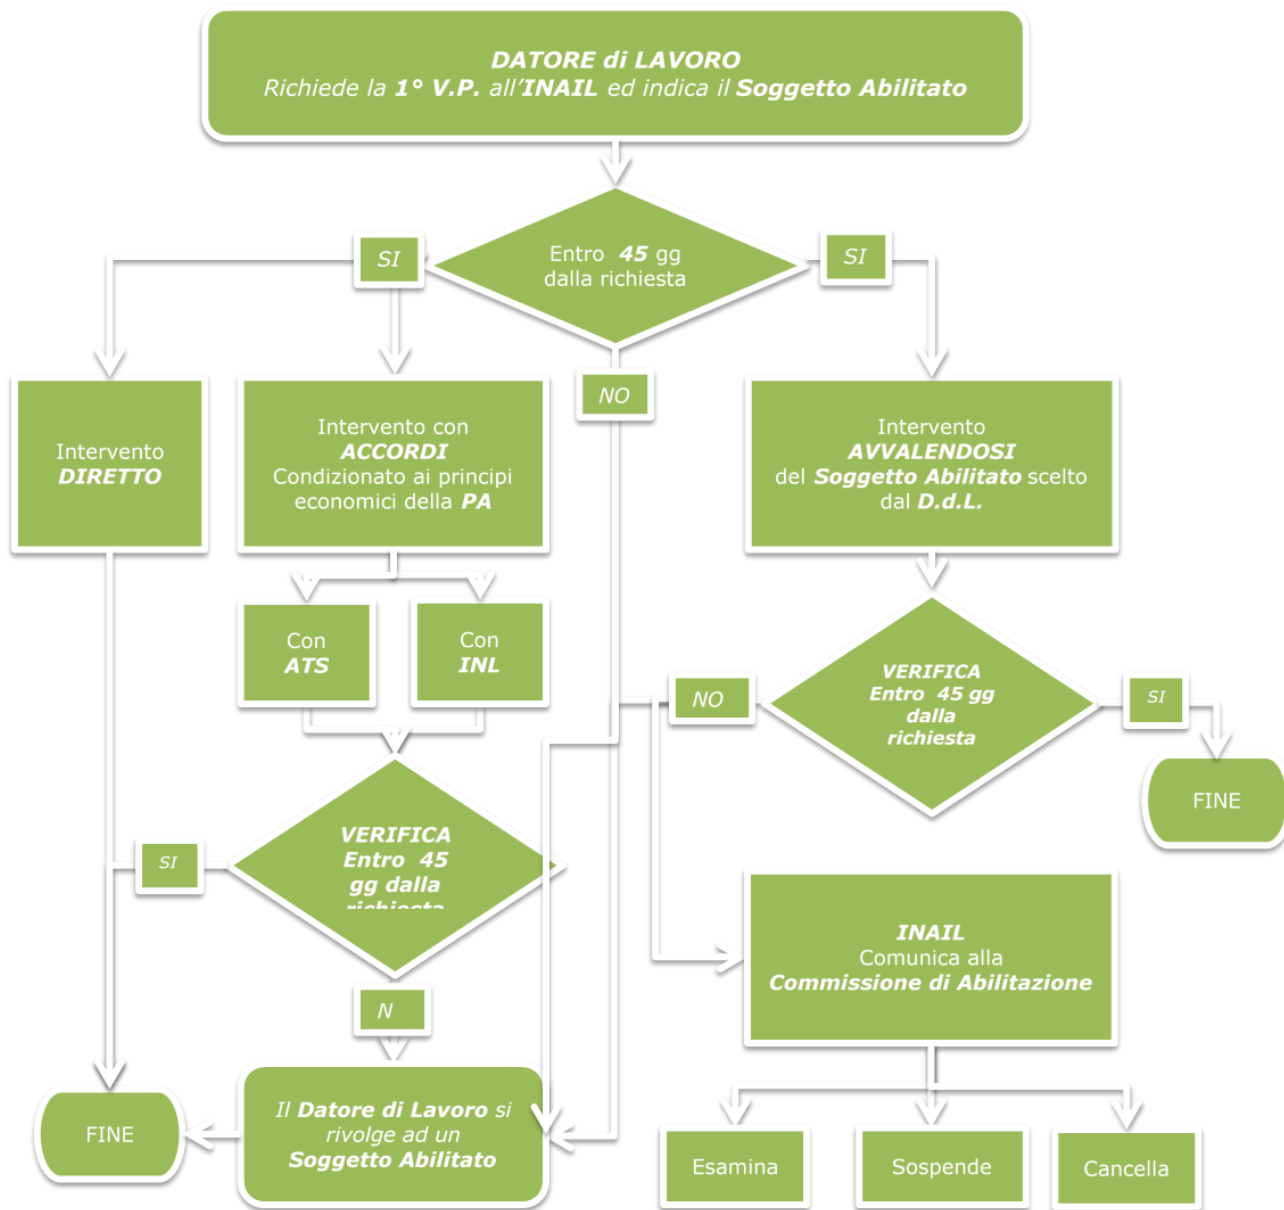 DATORE di LAVORO
Richiede la 1° V.P. all'INAIL ed indica il Soggetto Abilitato
Entro 45 gg
dalla richiesta
SI
SI
NO
Intervento
DIRETTO
Intervento con
ACCORDI
Condizionato ai principi
economici della PA
Intervento
AVVALENDOSI
del Soggetto Abilitato scelto
dal D.d.L.
Con
ATS
Con
INL
VERIFICA
Entro 45 gg
dalla
richiesta
NO
SI
FINE
VERIFICA
Entro 45
gg dalla
richiesta
SI
N
INAIL
Comunica alla
Commissione di Abilitazione
FINE
Il Datore di Lavoro si
rivolge ad un
Soggetto Abilitato
Esamina
Sospende
Cancella